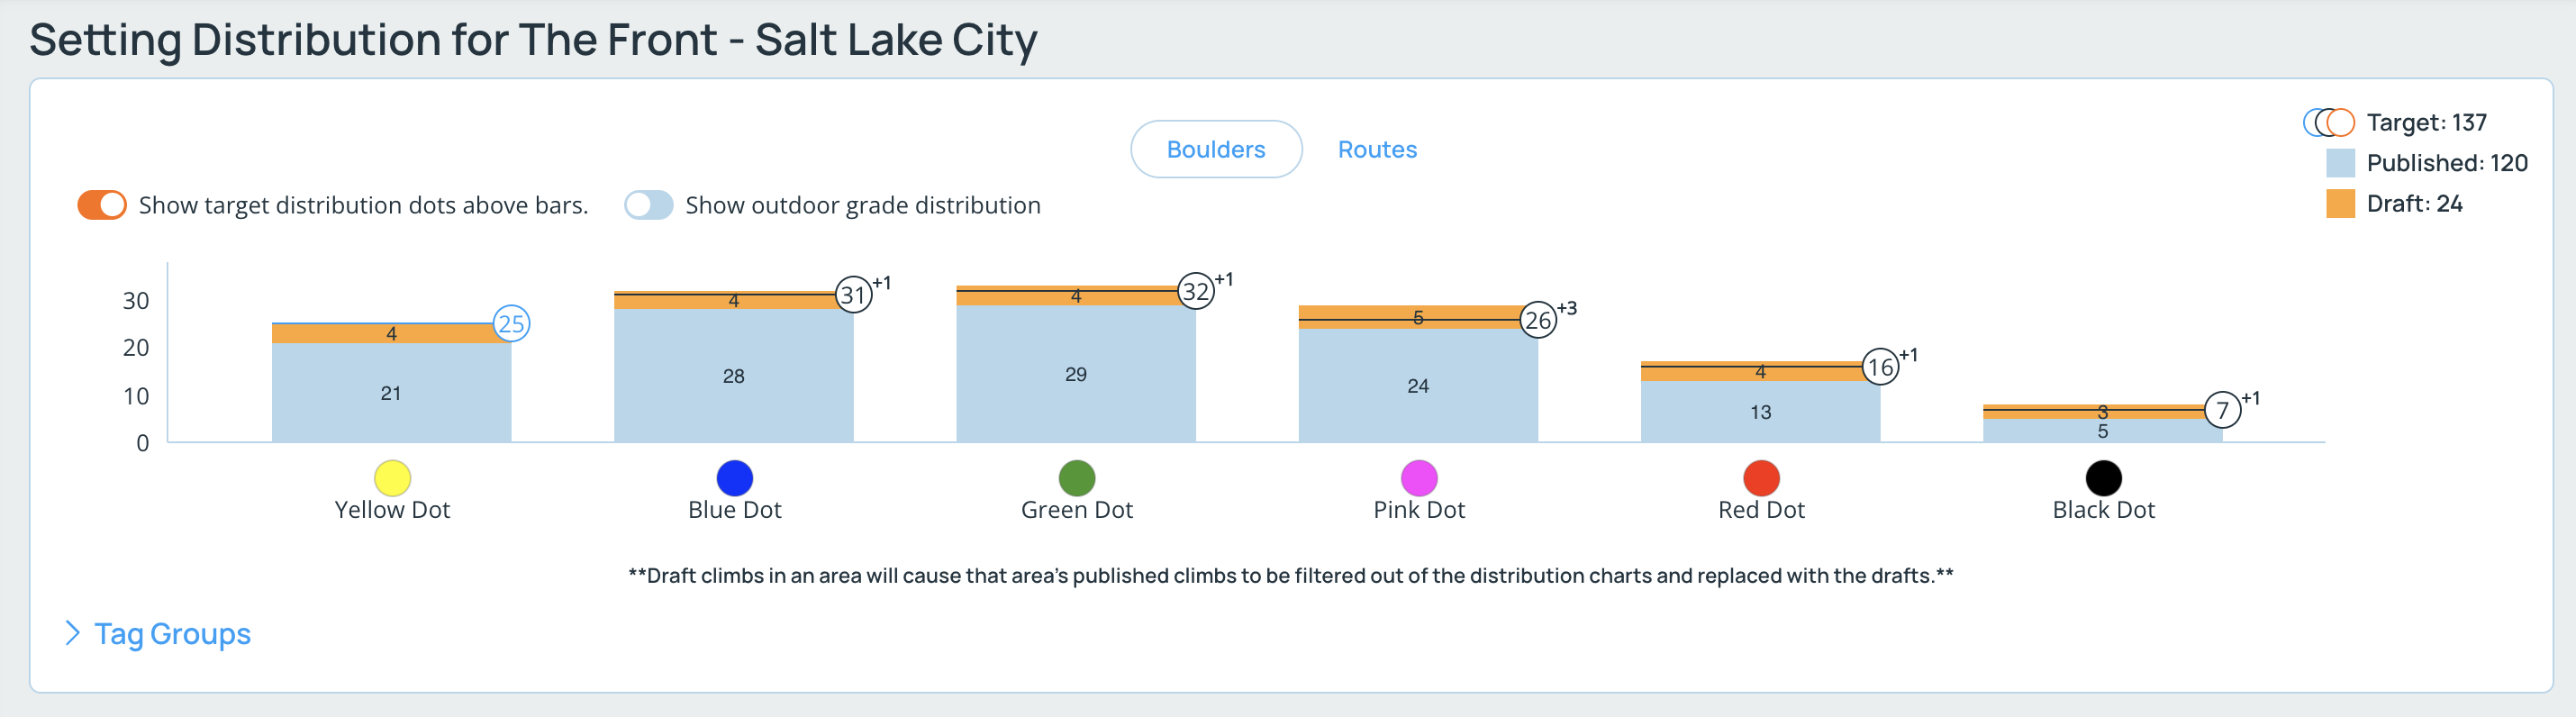 Setting Distribution for The Front - Salt Lake City
Boulders Routes
Target: 137
Published: 120
Draft: 24
Show target distribution dots above bars. Show outdoor grade distribution
30
20
10
0
4 25
21
4 31 +1
28
4 32 +1
29
5 26 +3
24
4 16 +1
13
3 7 +1
5
Yellow Dot Blue Dot Green Dot Pink Dot Red Dot Black Dot
**Draft climbs in an area will cause that area's published climbs to be filtered out of the distribution charts and replaced with the drafts.**
Tag Groups